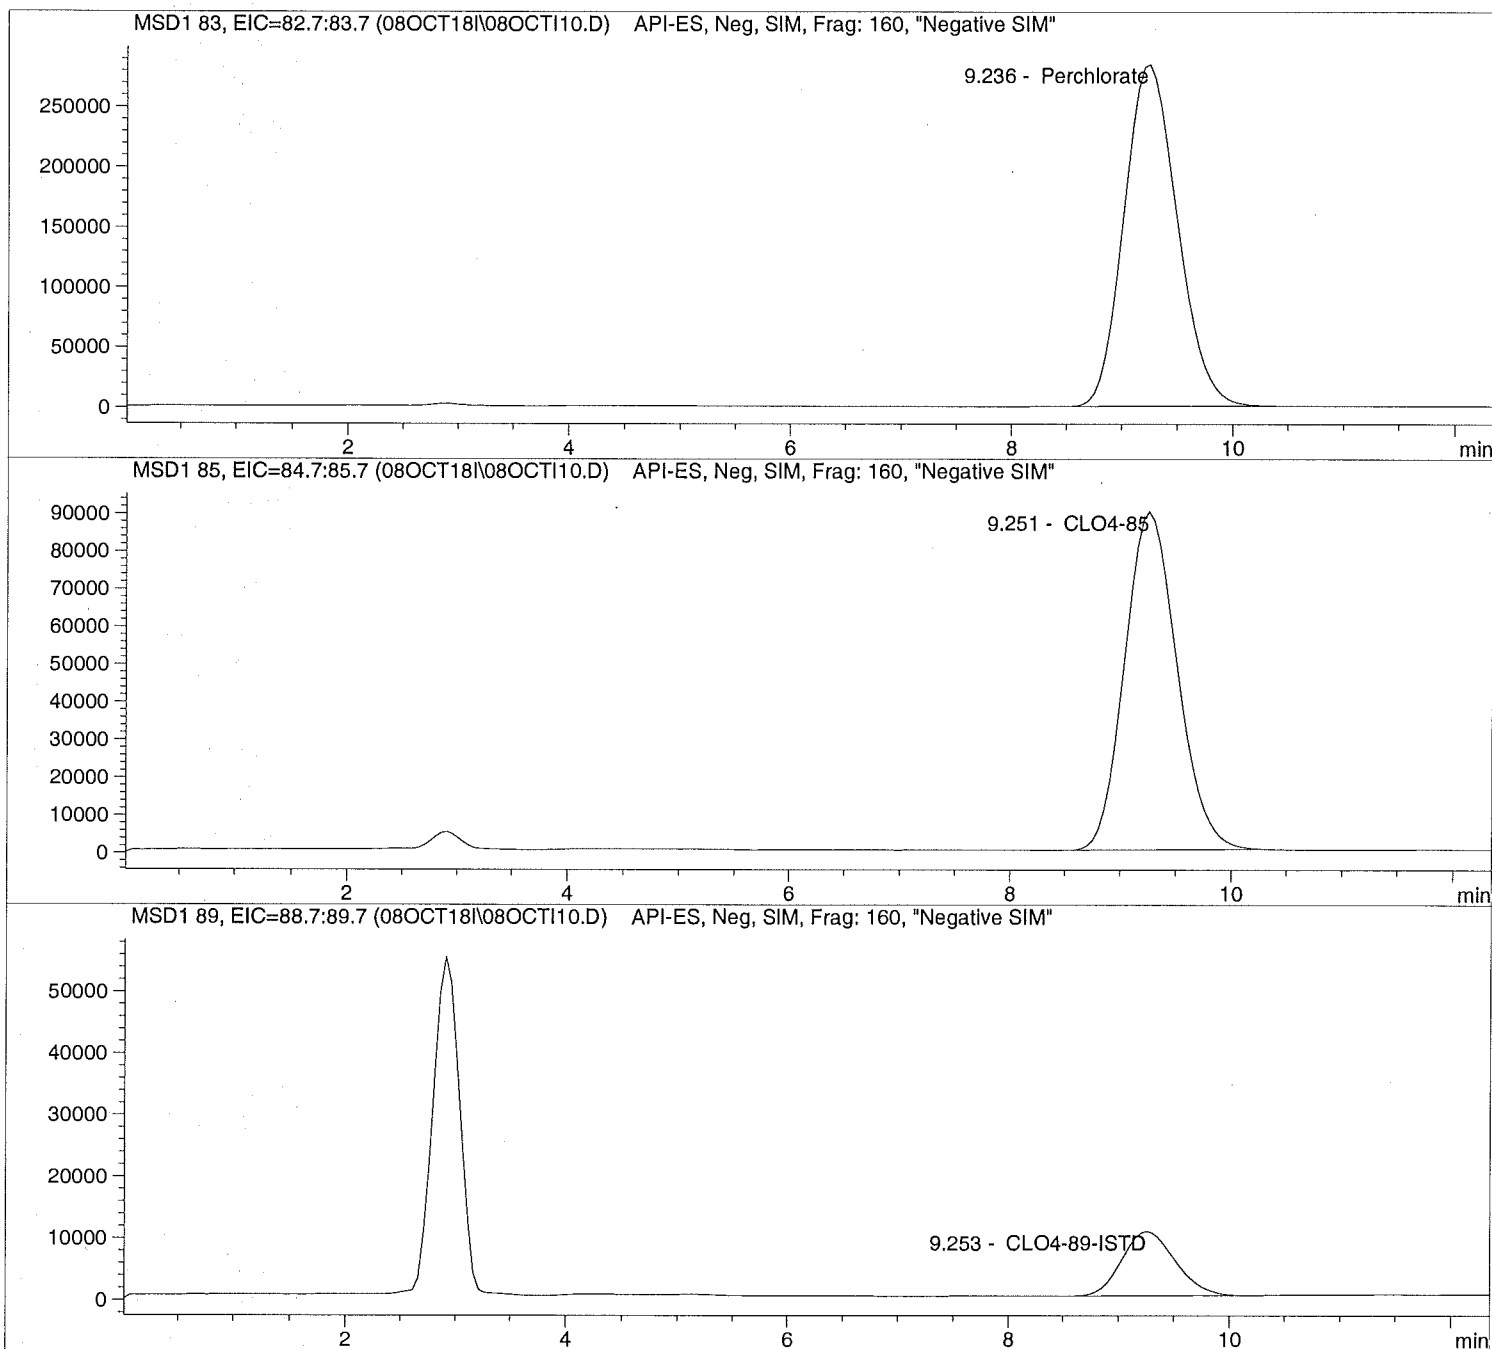 MSD1 83, EIC=82.7:83.7 (08OCT18I\08OCTI10.D) API-ES, Neg, SIM, Frag: 160, "Negative SIM"
9.236 - Perchlorate
250000
200000
150000
100000
50000
0
2 4 6 8 10 min
MSD1 85, EIC=84.7:85.7 (08OCT18I\08OCTI10.D) API-ES, Neg, SIM, Frag: 160, "Negative SIM"
90000
9.251 - CLO4-85
80000
70000
60000
50000
40000
30000
20000
10000
0
2 4 6 8 10 min
MSD1 89, EIC=88.7:89.7 (08OCT18I\08OCTI10.D) API-ES, Neg, SIM, Frag: 160, "Negative SIM"
50000
40000
30000
20000
10000
9.253 - CLO4-89-ISTD
0
2 4 6 8 10 min